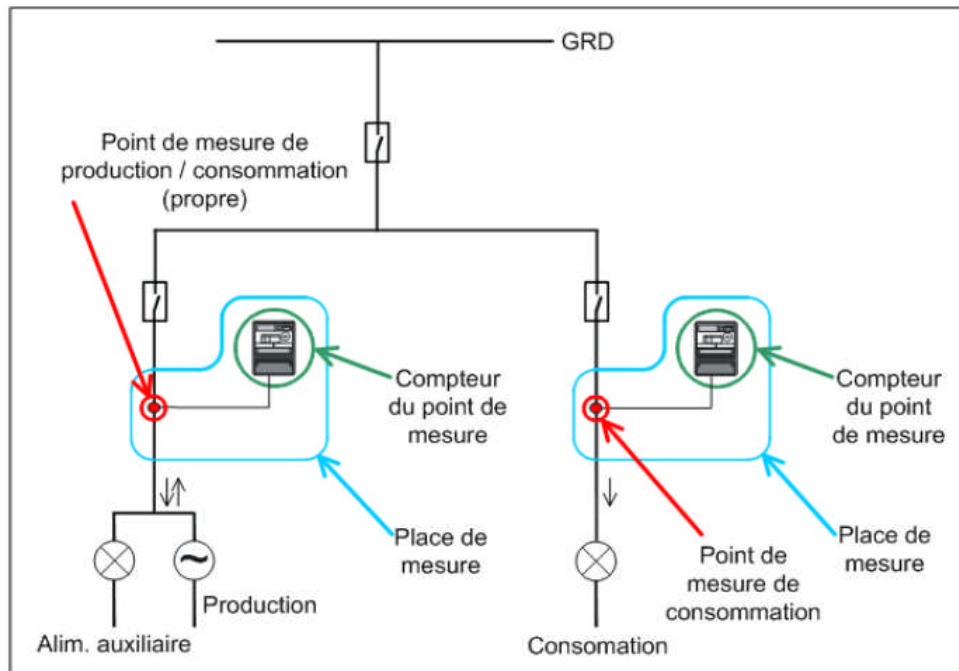 GRD
Point de mesure de
production / consommation
(propre)
Compteur
du point de
mesure
Compteur
du point
de mesure
Place de
mesure
Point de
mesure de
consommation
Place de
mesure
Production
Alim. auxiliaire
Consomation